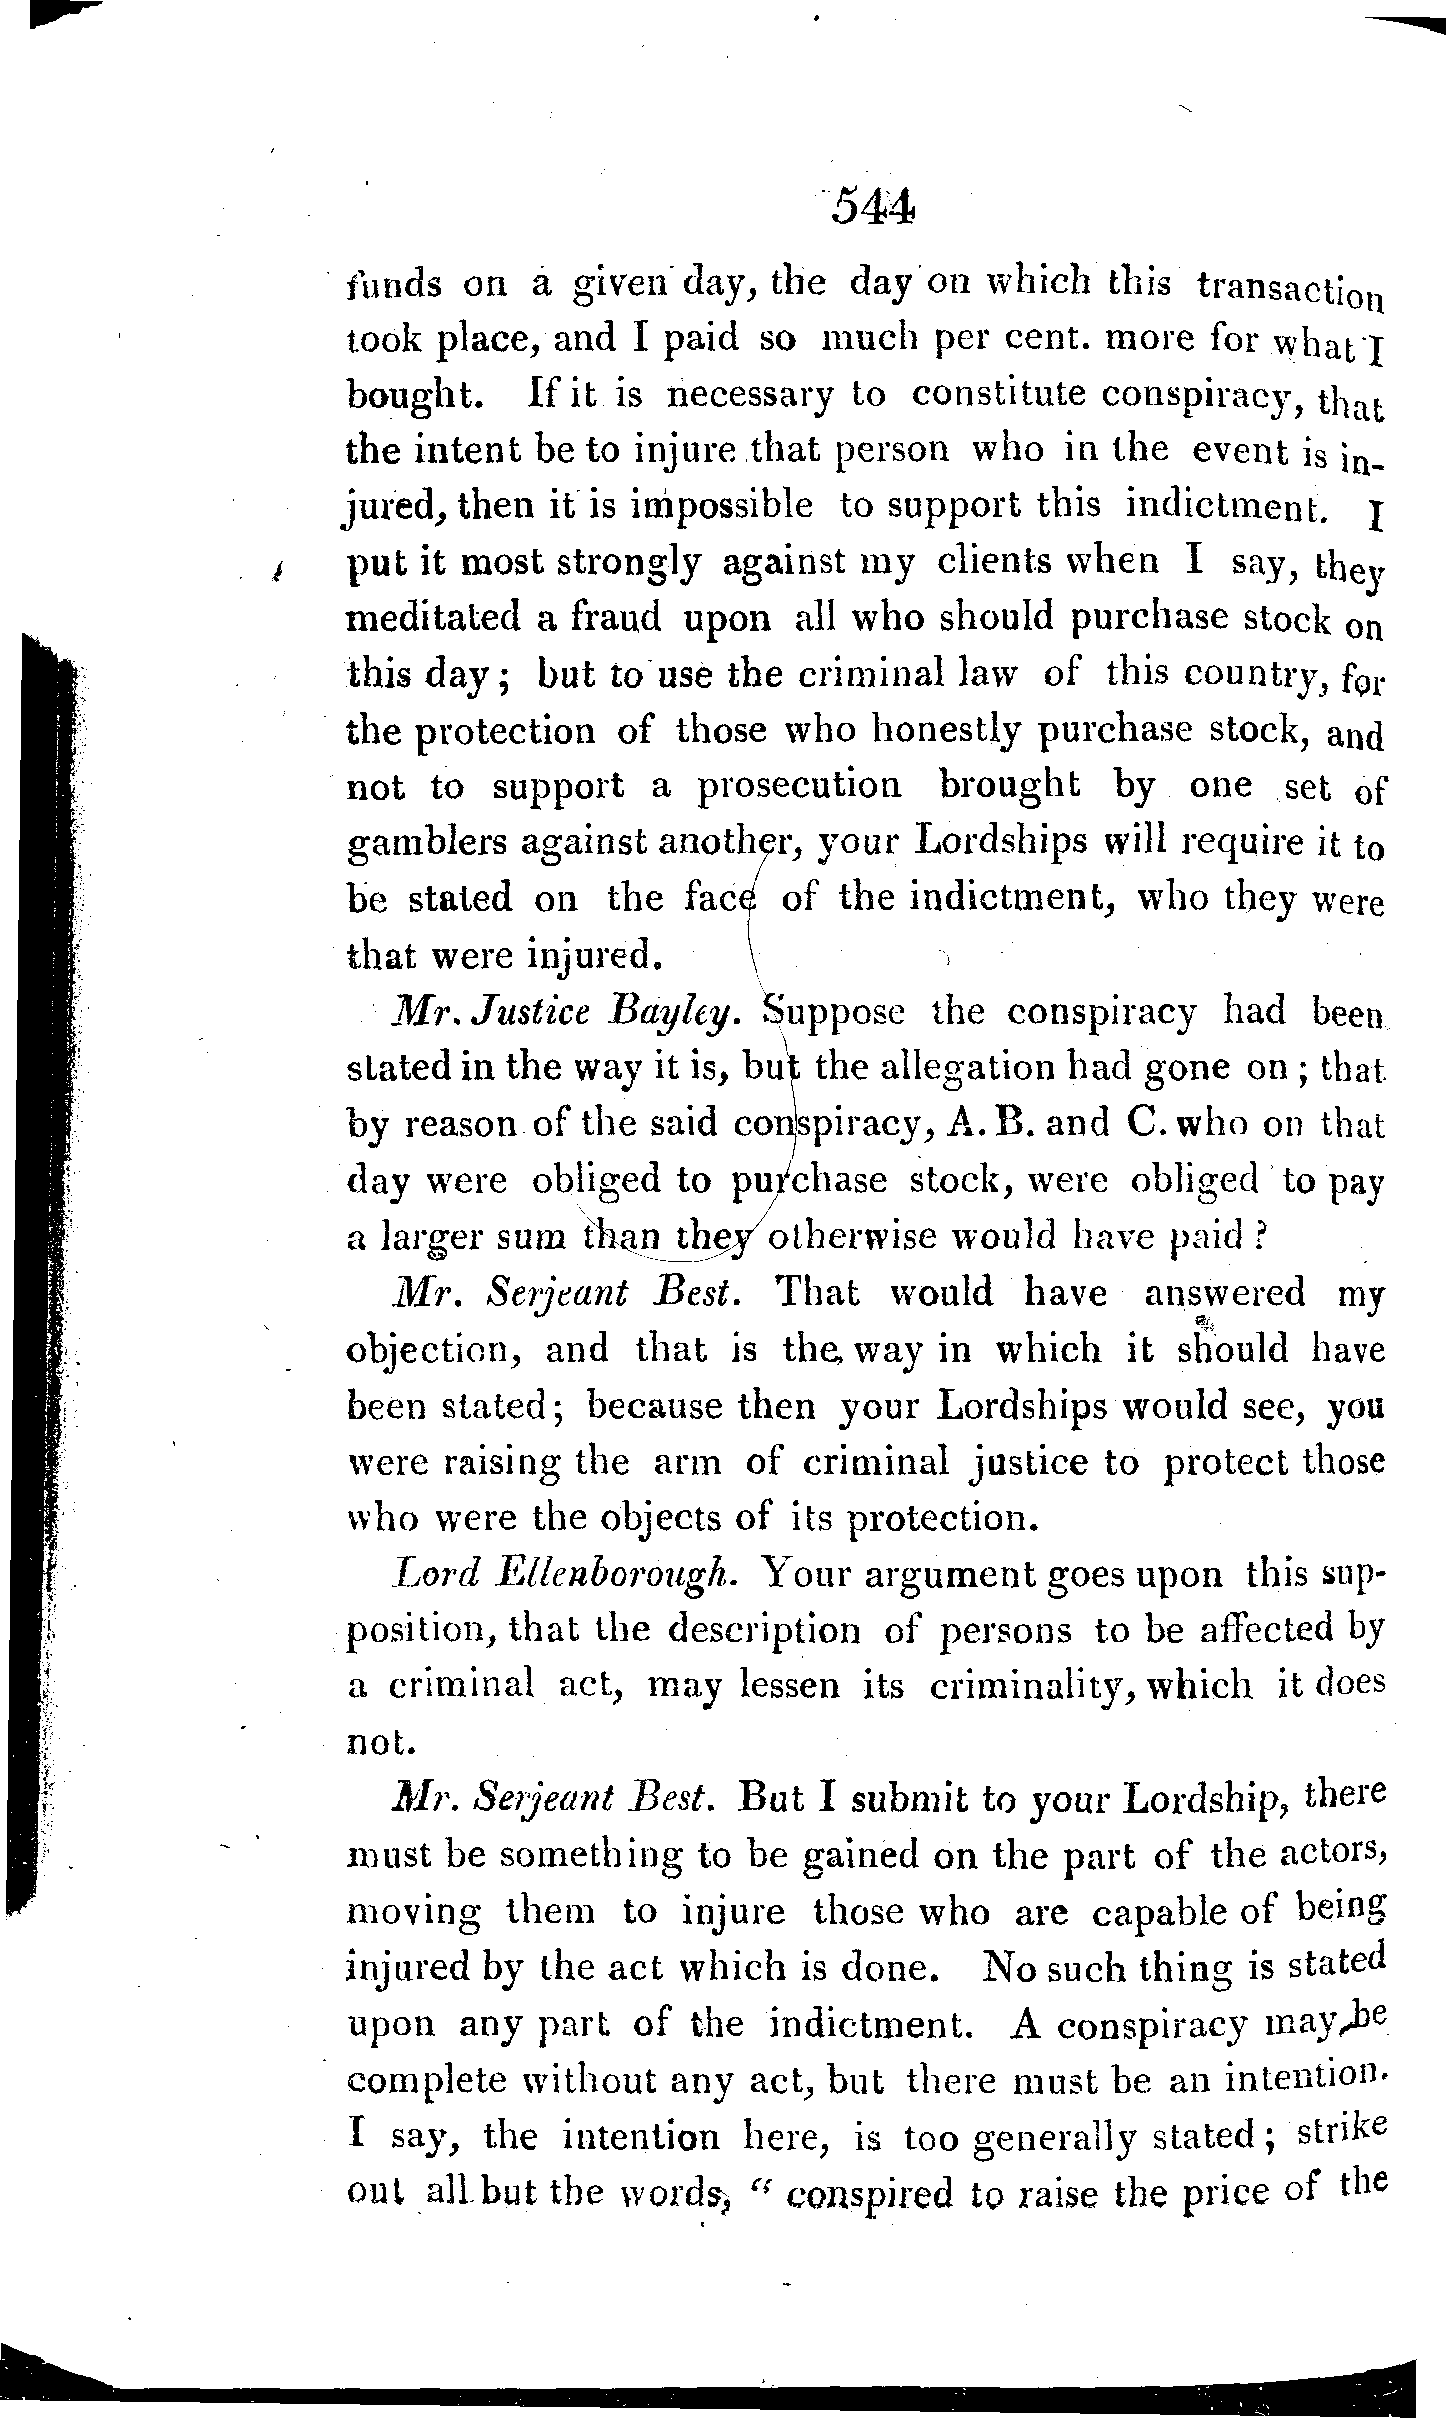 544
funds on a given day, the day on which this transaction
took place, and I paid so much per cent. more for what I
bought. If it is necessary to constitute conspiracy, that
the intent be to injure that person who in the event is in-
jured, then it is impossible to support this indictment. I
put it most strongly against my clients when I say, they
meditated a fraud upon all who should purchase stock on
this day; but to use the criminal law of this country, for
the protection of those who honestly purchase stock, and
not to support a prosecution brought by one set of
gamblers against another, your Lordships will require it to
be stated on the face of the indictment, who they were
that were injured.
Mr. Justice Bayley. Suppose the conspiracy had been
stated in the way it is, but the allegation had gone on; that
by reason of the said conspiracy, A. B. and C. who on that
day were obliged to purchase stock, were obliged to pay
a larger sum than they otherwise would have paid?
Mr. Serjeant Best. That would have answered my
objection, and that is the way in which it should have
been stated; because then your Lordships would see, you
were raising the arm of criminal justice to protect those
who were the objects of its protection.
Lord Ellenborough. Your argument goes upon this sup-
position, that the description of persons to be affected by
a criminal act, may lessen its criminality, which it does
not.
Mr. Serjeant Best. But I submit to your Lordship, there
must be something to be gained on the part of the actors,
moving them to injure those who are capable of being
injured by the act which is done. No such thing is stated
upon any part of the indictment. A conspiracy may be
complete without any act, but there must be an intention.
I say, the intention here, is too generally stated; strike
out all but the words, "conspired to raise the price of the